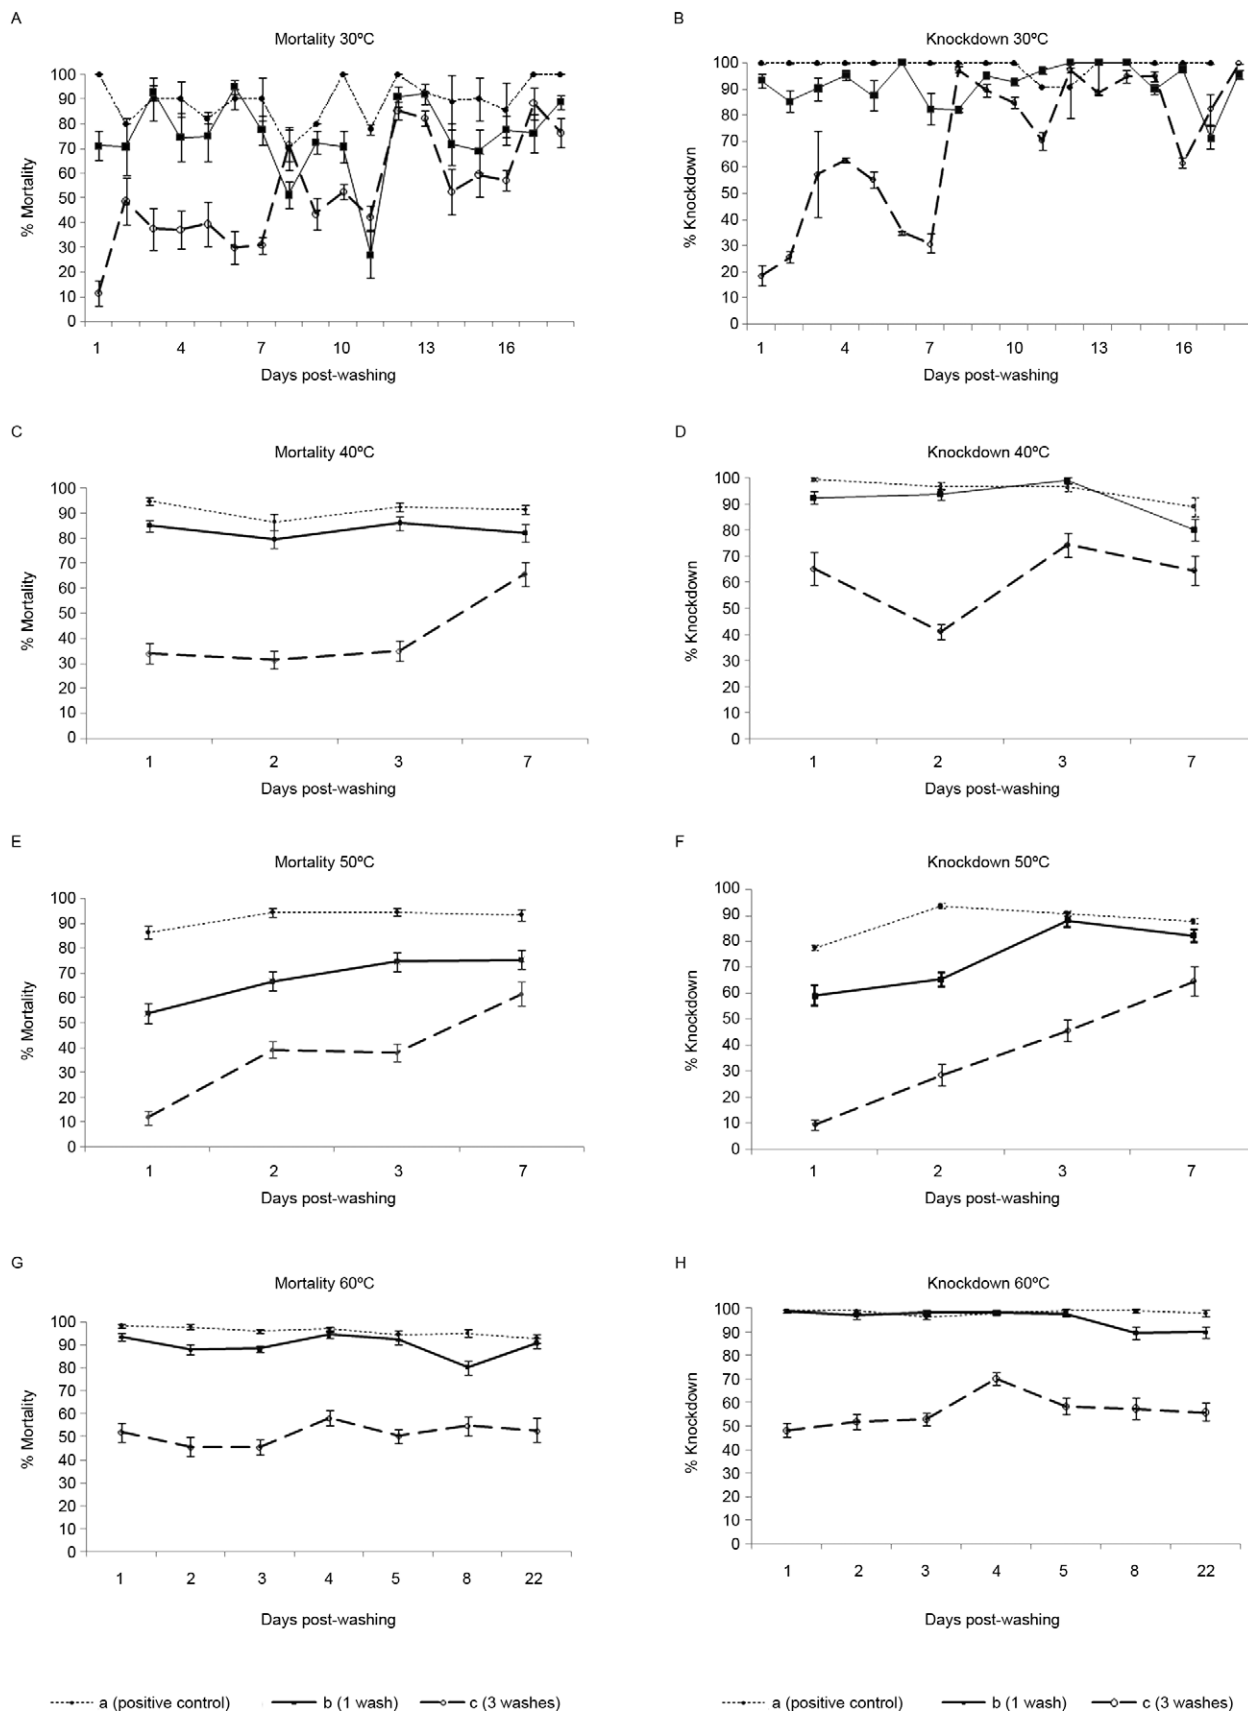 A
Mortality 30ºC
% Mortality
100
90
80
70
60
50
40
30
20
10
0
1 4 7 10 13 16
Days post-washing
B
Knockdown 30ºC
% Knockdown
100
90
80
70
60
50
40
30
20
10
0
1 4 7 10 13 16
Days post-washing
C
Mortality 40ºC
% Mortality
100
90
80
70
60
50
40
30
20
10
0
1 2 3 7
Days post-washing
D
Knockdown 40ºC
% Knockdown
100
90
80
70
60
50
40
30
20
10
0
1 2 3 7
Days post-washing
E
Mortality 50ºC
% Mortality
100
90
80
70
60
50
40
30
20
10
0
1 2 3 7
Days post-washing
F
Knockdown 50ºC
% Knockdown
100
90
80
70
60
50
40
30
20
10
0
1 2 3 7
Days post-washing
G
Mortality 60ºC
% Mortality
100
90
80
70
60
50
40
30
20
10
0
1 2 3 4 5 8 22
Days post-washing
H
Knockdown 60ºC
% Knockdown
100
90
80
70
60
50
40
30
20
10
0
1 2 3 4 5 8 22
Days post-washing
a (positive control) b (1 wash) c (3 washes)
a (positive control) b (1 wash) c (3 washes)